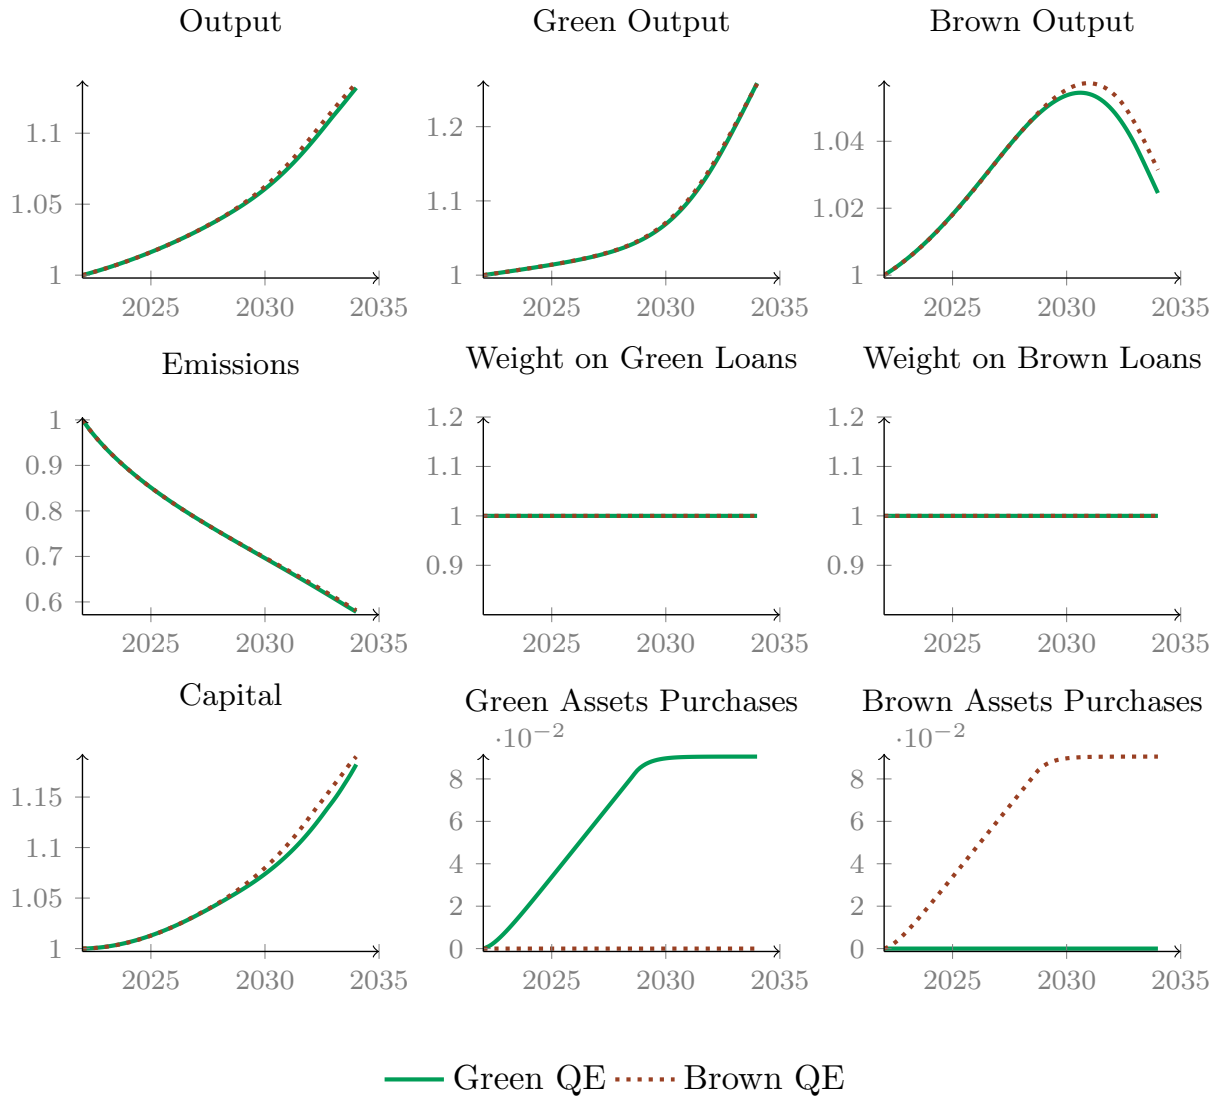 Output Green Output Brown Output
1 1.05 1.1 2025 2030 2035
1 1.1 1.2 2025 2030 2035
1 1.02 1.04 2025 2030 2035
Emissions Weight on Green Loans Weight on Brown Loans
0.6 0.7 0.8 0.9 1 2025 2030 2035
0.9 1 1.1 1.2 2025 2030 2035
0.9 1 1.1 1.2 2025 2030 2035
Capital Green Assets Purchases Brown Assets Purchases
1 1.05 1.1 1.15 2025 2030 2035
·10⁻² 0 2 4 6 8 2025 2030 2035
·10⁻² 0 2 4 6 8 2025 2030 2035
Green QE Brown QE